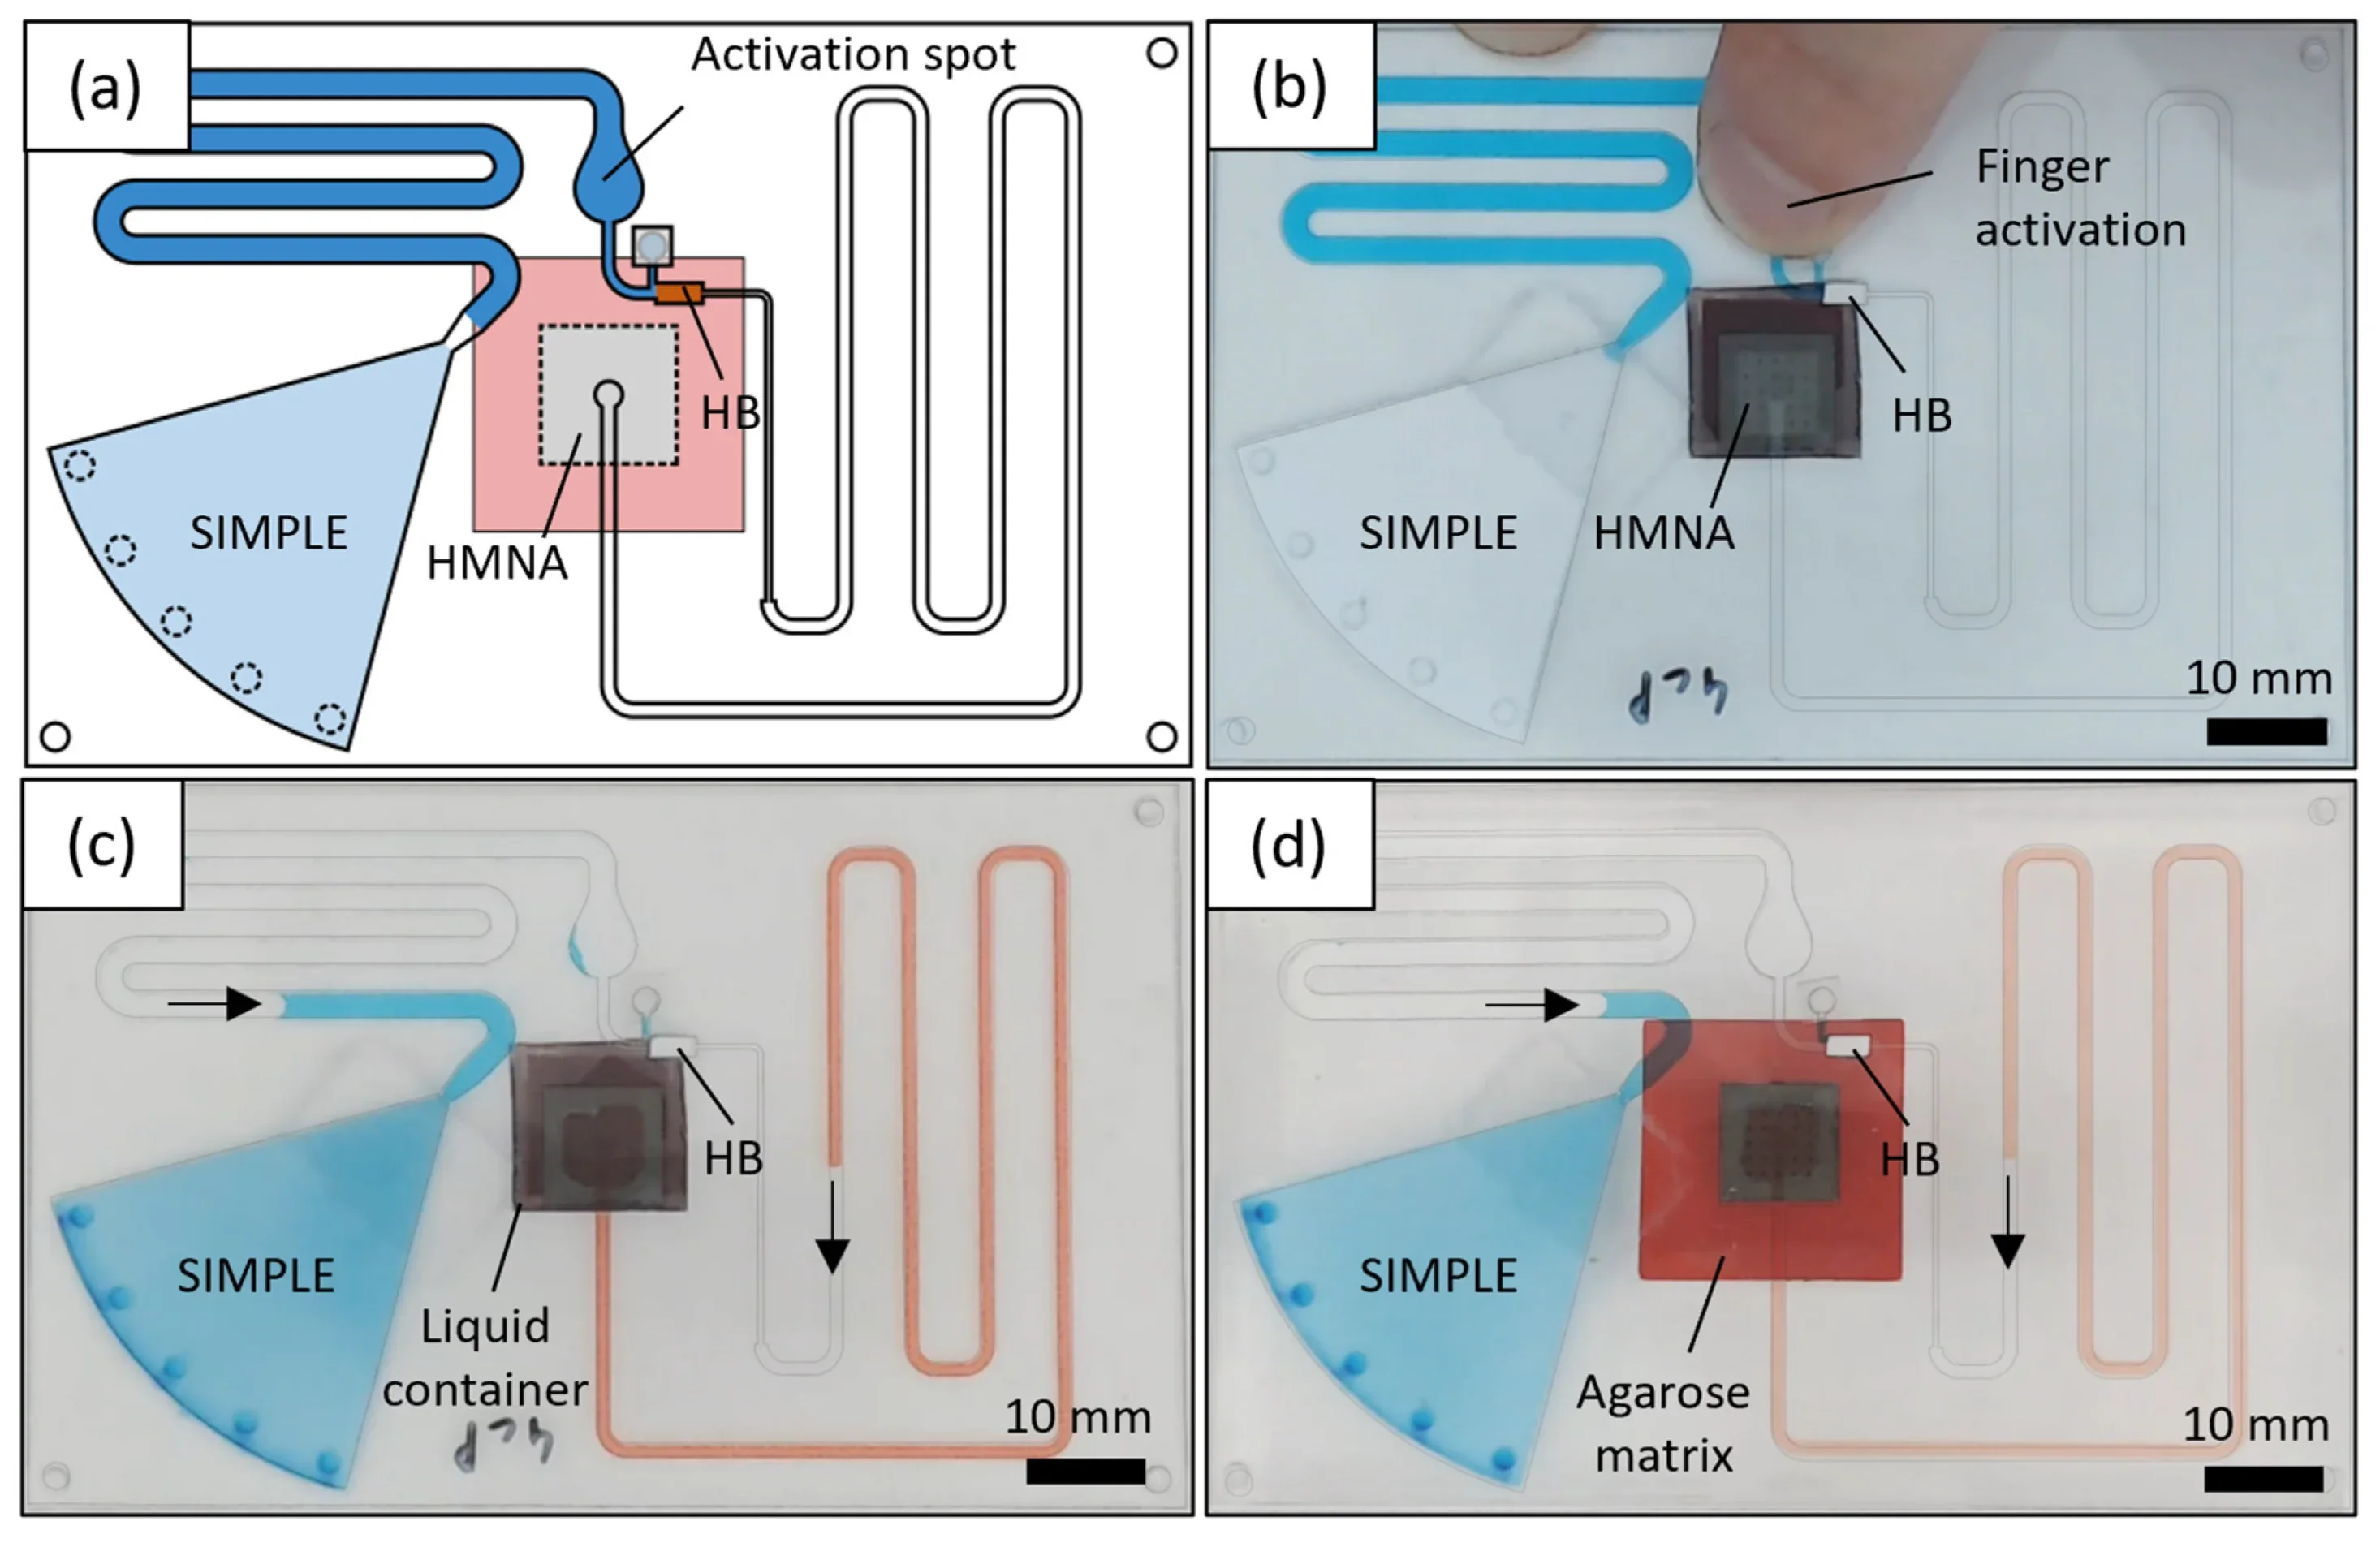 (a)
Activation spot
HB
SIMPLE
HMNA
(b)
Finger
activation
HB
SIMPLE
HMNA
10 mm
(c)
HB
SIMPLE
Liquid
container
10 mm
(d)
HB
SIMPLE
Agarose
matrix
10 mm